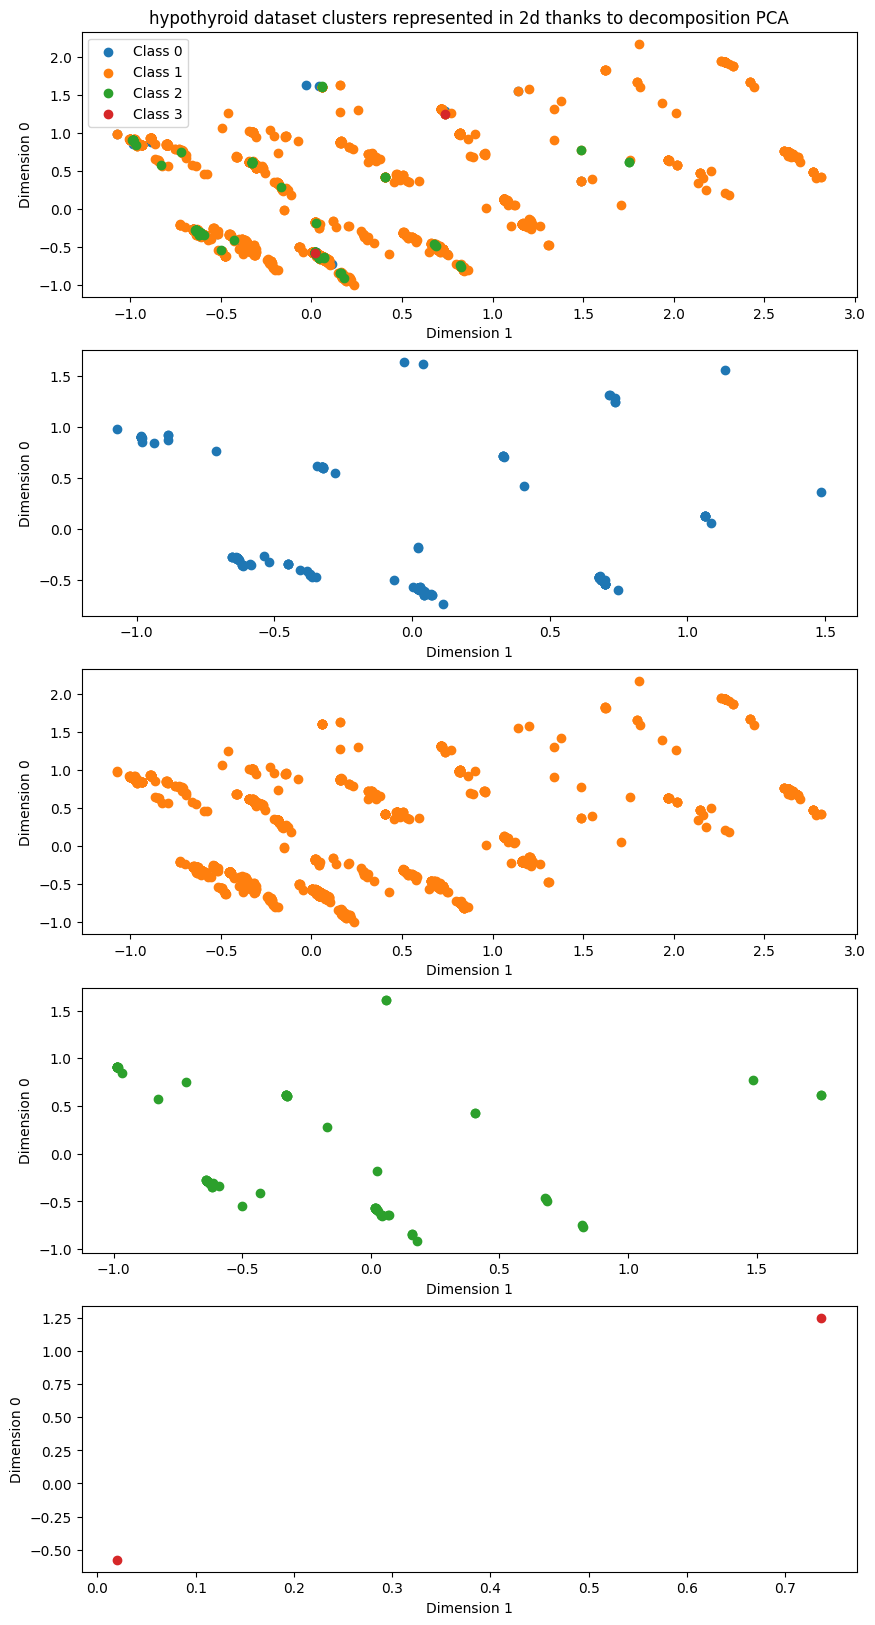 hypothyroid dataset clusters represented in 2d thanks to decomposition PCA
Class 0
Class 1
Class 2
Class 3
Dimension 0
2.0
1.5
1.0
0.5
0.0
−0.5
−1.0
−1.0 −0.5 0.0 0.5 1.0 1.5 2.0 2.5 3.0
Dimension 1
Dimension 0
1.5
1.0
0.5
0.0
−0.5
−1.0 −0.5 0.0 0.5 1.0 1.5
Dimension 1
Dimension 0
2.0
1.5
1.0
0.5
0.0
−0.5
−1.0
−1.0 −0.5 0.0 0.5 1.0 1.5 2.0 2.5 3.0
Dimension 1
Dimension 0
1.5
1.0
0.5
0.0
−0.5
−1.0
−1.0 −0.5 0.0 0.5 1.0 1.5
Dimension 1
Dimension 0
1.25
1.00
0.75
0.50
0.25
0.00
−0.25
−0.50
0.0 0.1 0.2 0.3 0.4 0.5 0.6 0.7
Dimension 1